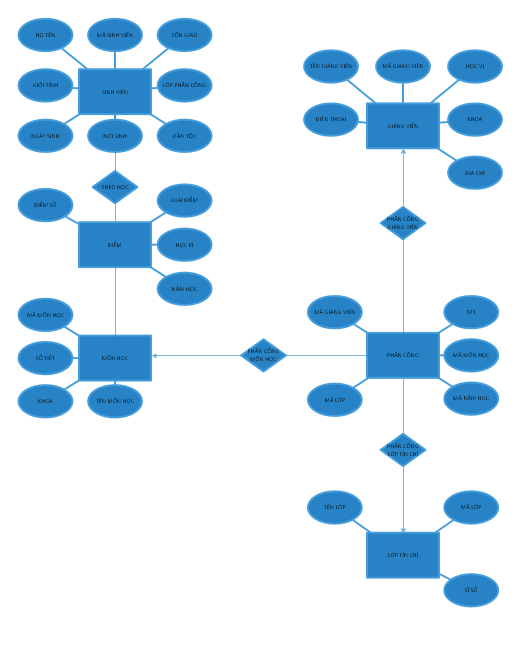 HỌ TÊN
MÃ SINH VIÊN
TÔN GIÁO
GIỚI TÍNH
SINH VIÊN
LỚP PHÂN CÔNG
NGÀY SINH
NƠI SINH
DÂN TỘC
THEO HỌC
ĐIỂM SỐ
LOẠI ĐIỂM
ĐIỂM
HỌC KÌ
NĂM HỌC
MÃ MÔN HỌC
SỐ TIẾT
MÔN HỌC
KHOA
TÊN MÔN HỌC
PHÂN CÔNG
MÔN HỌC
TÊN GIẢNG VIÊN
MÃ GIẢNG VIÊN
HỌC VỊ
ĐIỆN THOẠI
GIẢNG VIÊN
KHOA
ĐỊA CHỈ
PHÂN CÔNG
GIẢNG VIÊN
MÃ GIẢNG VIÊN
STT
PHÂN CÔNG
MÃ MÔN HỌC
MÃ LỚP
MÃ NĂM HỌC
PHÂN CÔNG
LỚP TÍN CHỈ
TÊN LỚP
MÃ LỚP
LỚP TÍN CHỈ
SĨ SỐ